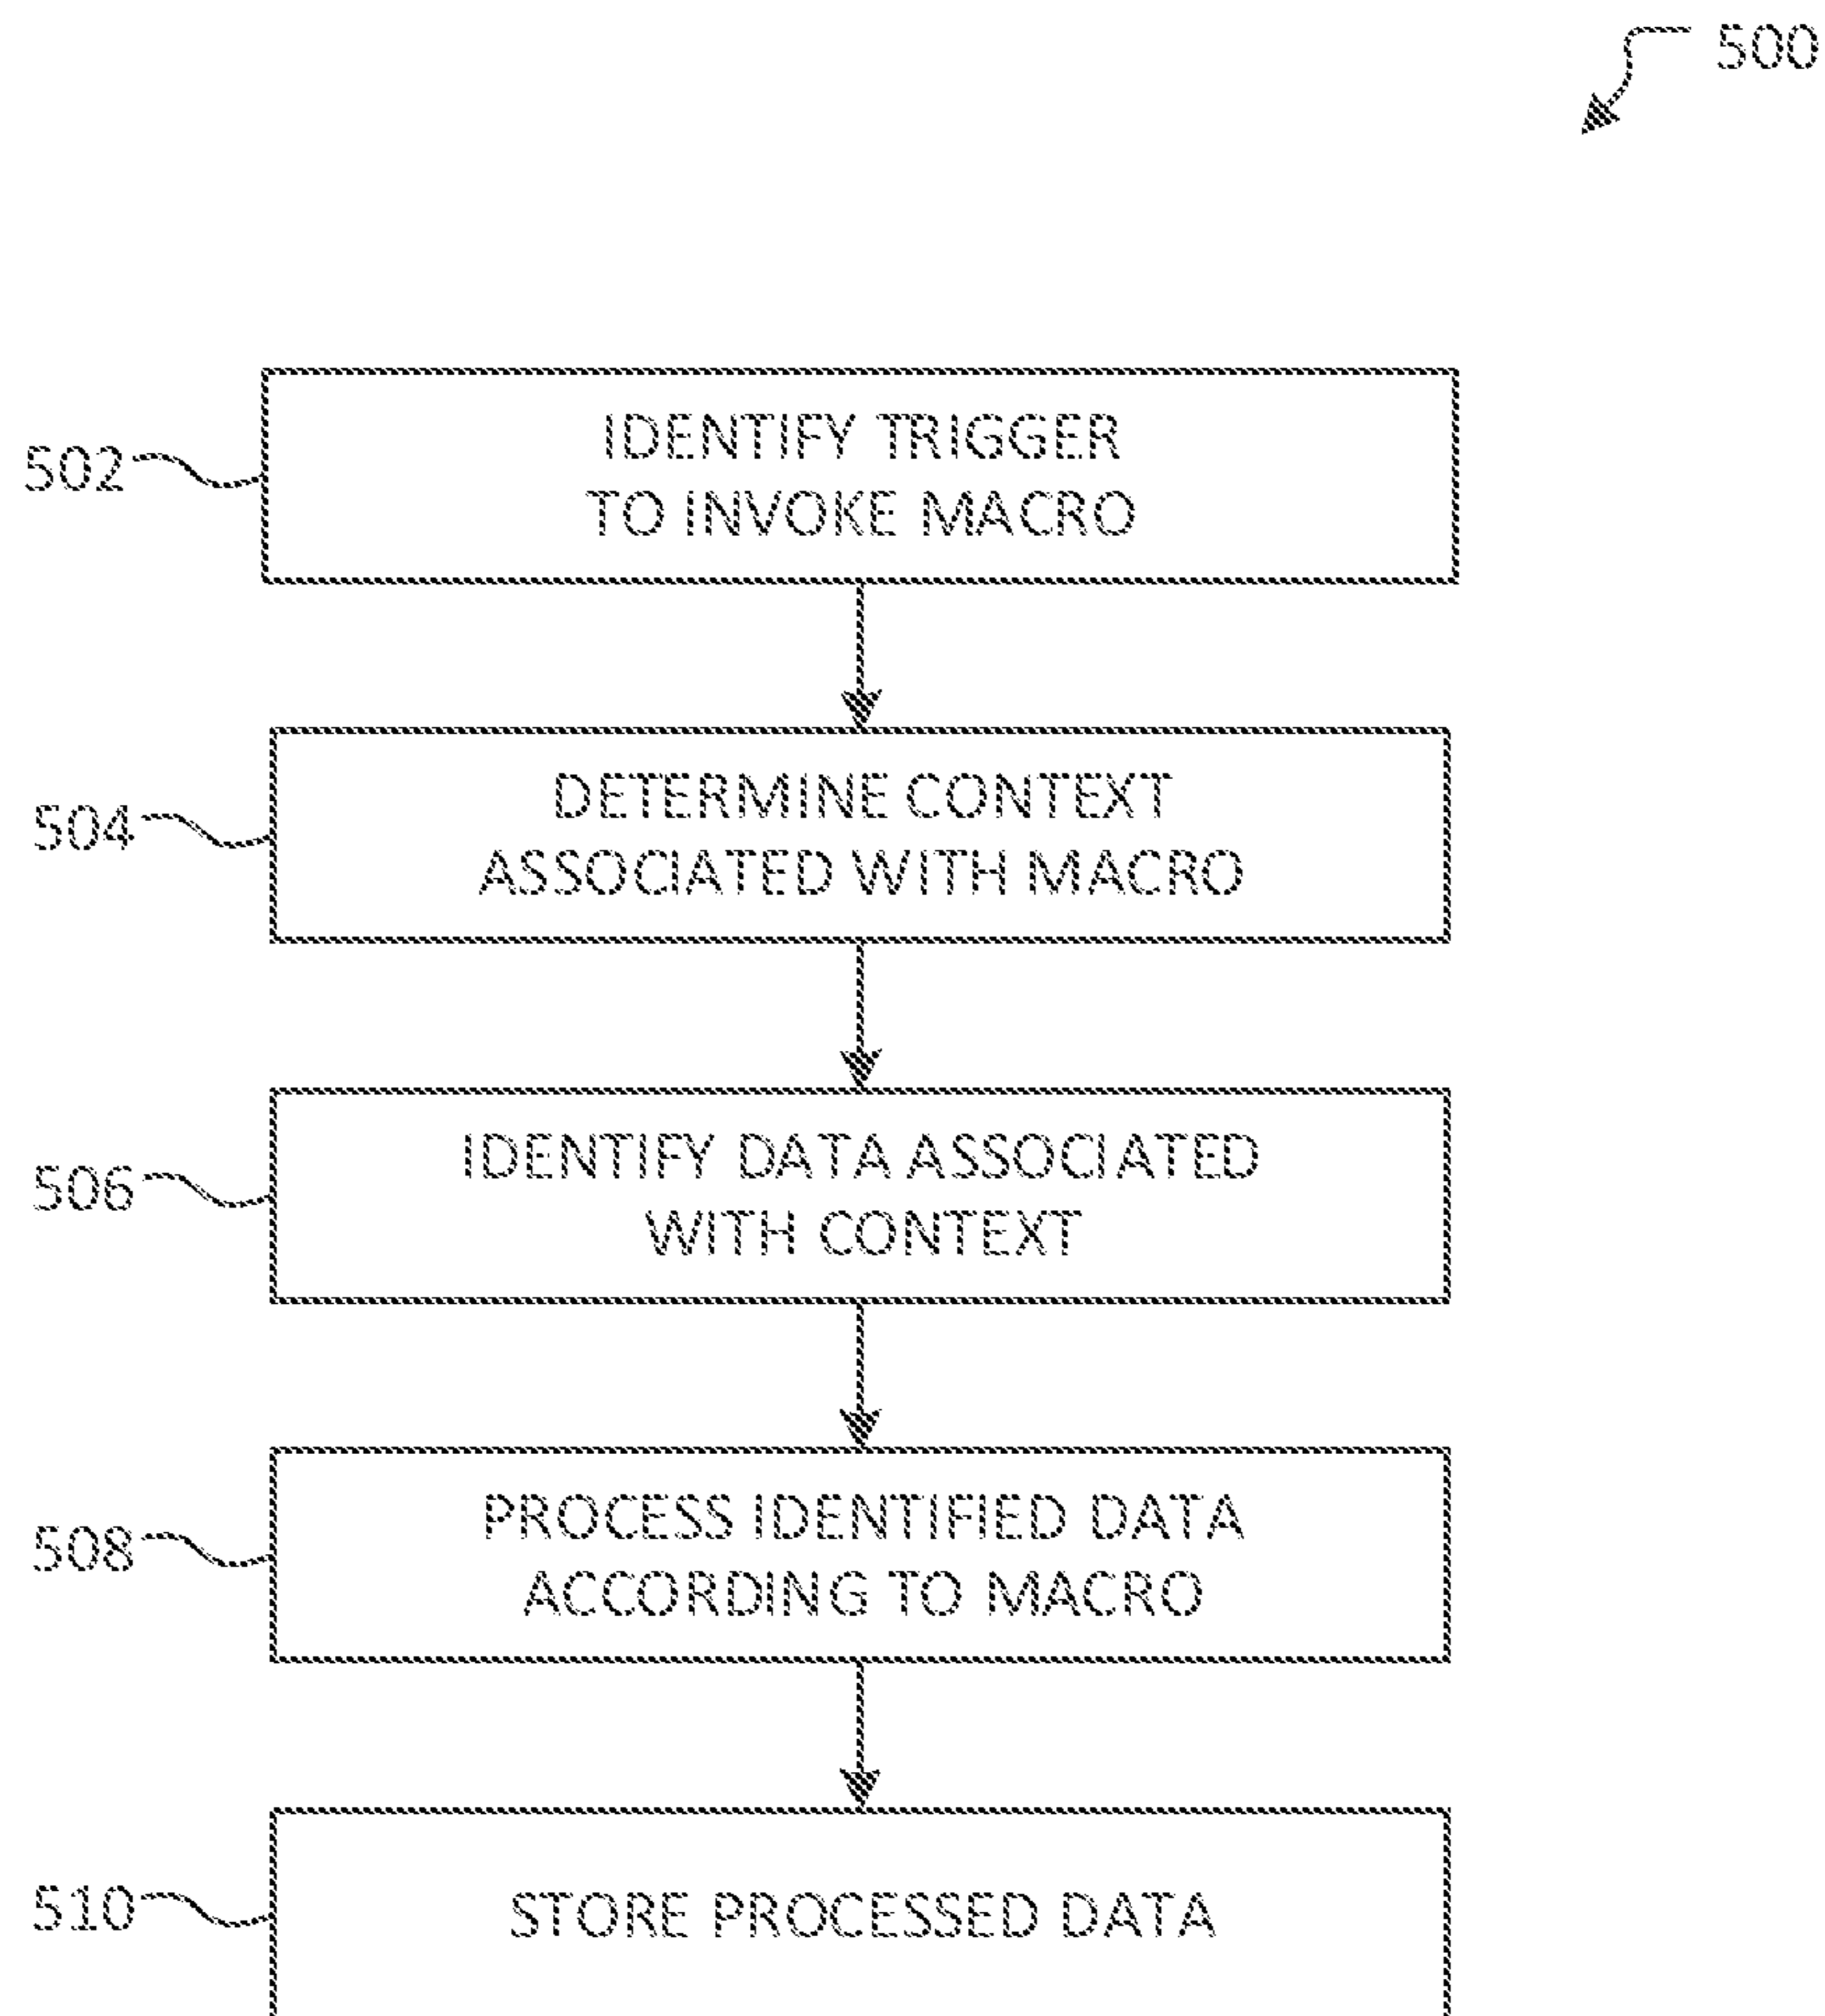 500
502
IDENTIFY TRIGGER
TO INVOKE MACRO
504
DETERMINE CONTEXT
ASSOCIATED WITH MACRO
506
IDENTIFY DATA ASSOCIATED
WITH CONTEXT
508
PROCESS IDENTIFIED DATA
ACCORDING TO MACRO
510
STORE PROCESSED DATA